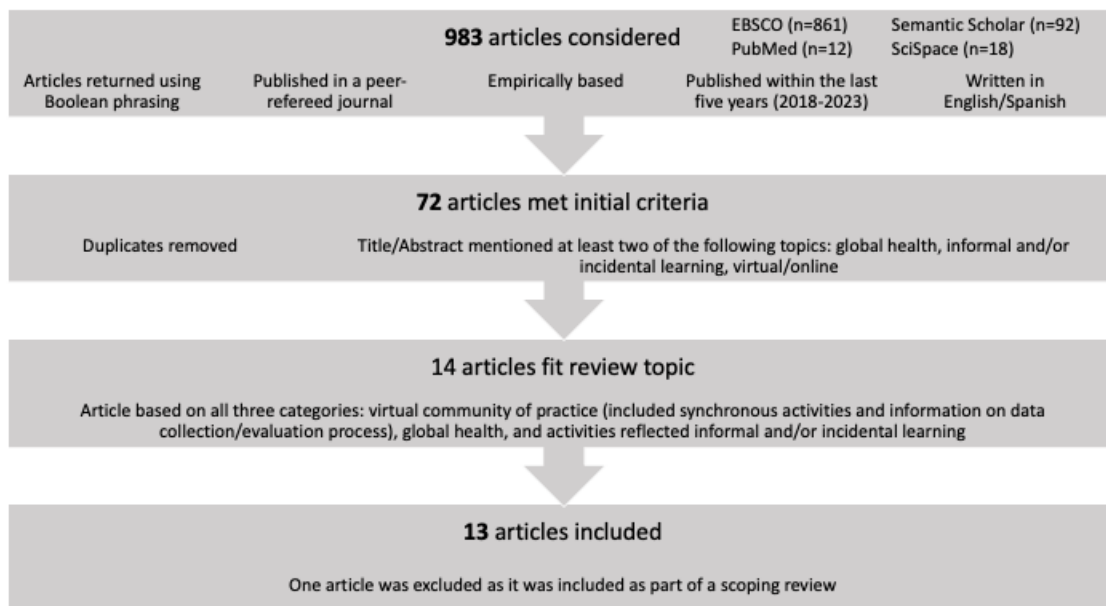 983 articles considered
EBSCO (n=861)
Semantic Scholar (n=92)
PubMed (n=12)
SciSpace (n=18)
Articles returned using
Boolean phrasing
Published in a peer-
refereed journal
Empirically based
Published within the last
five years (2018-2023)
Written in
English/Spanish
72 articles met initial criteria
Duplicates removed
Title/Abstract mentioned at least two of the following topics: global health, informal and/or
incidental learning, virtual/online
14 articles fit review topic
Article based on all three categories: virtual community of practice (included synchronous activities and information on data
collection/evaluation process), global health, and activities reflected informal and/or incidental learning
13 articles included
One article was excluded as it was included as part of a scoping review